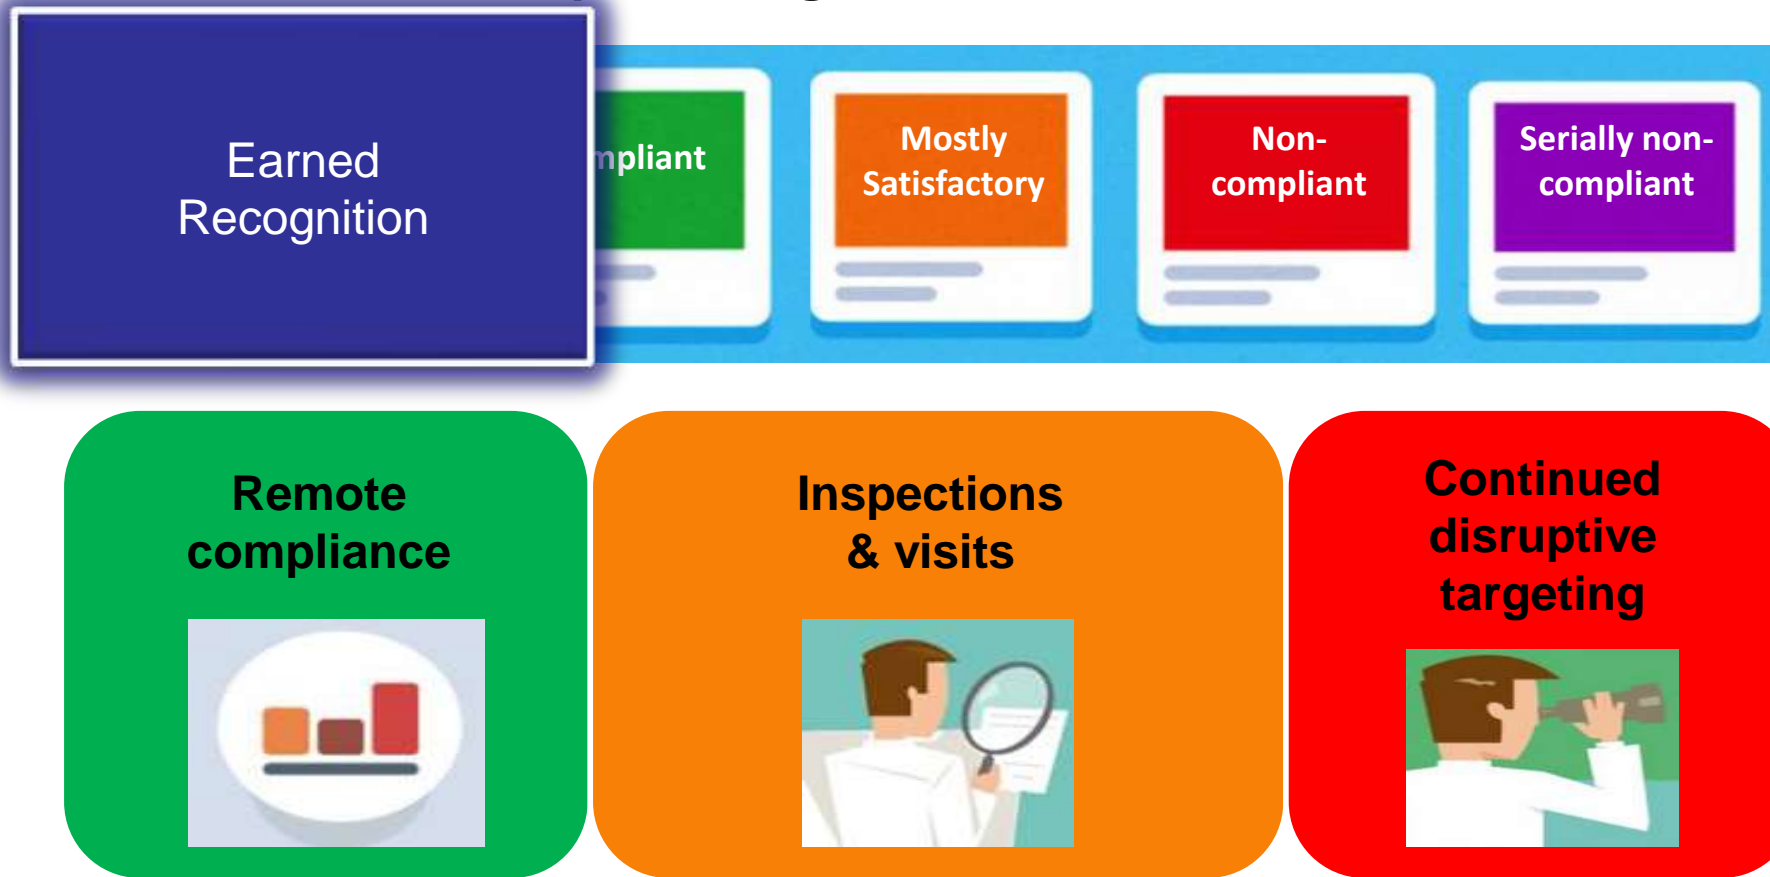 Earned
Recognition
mpliant
Mostly
Satisfactory
Non-
compliant
Serially non-
compliant
Remote
compliance
Inspections
& visits
Continued
disruptive
targeting